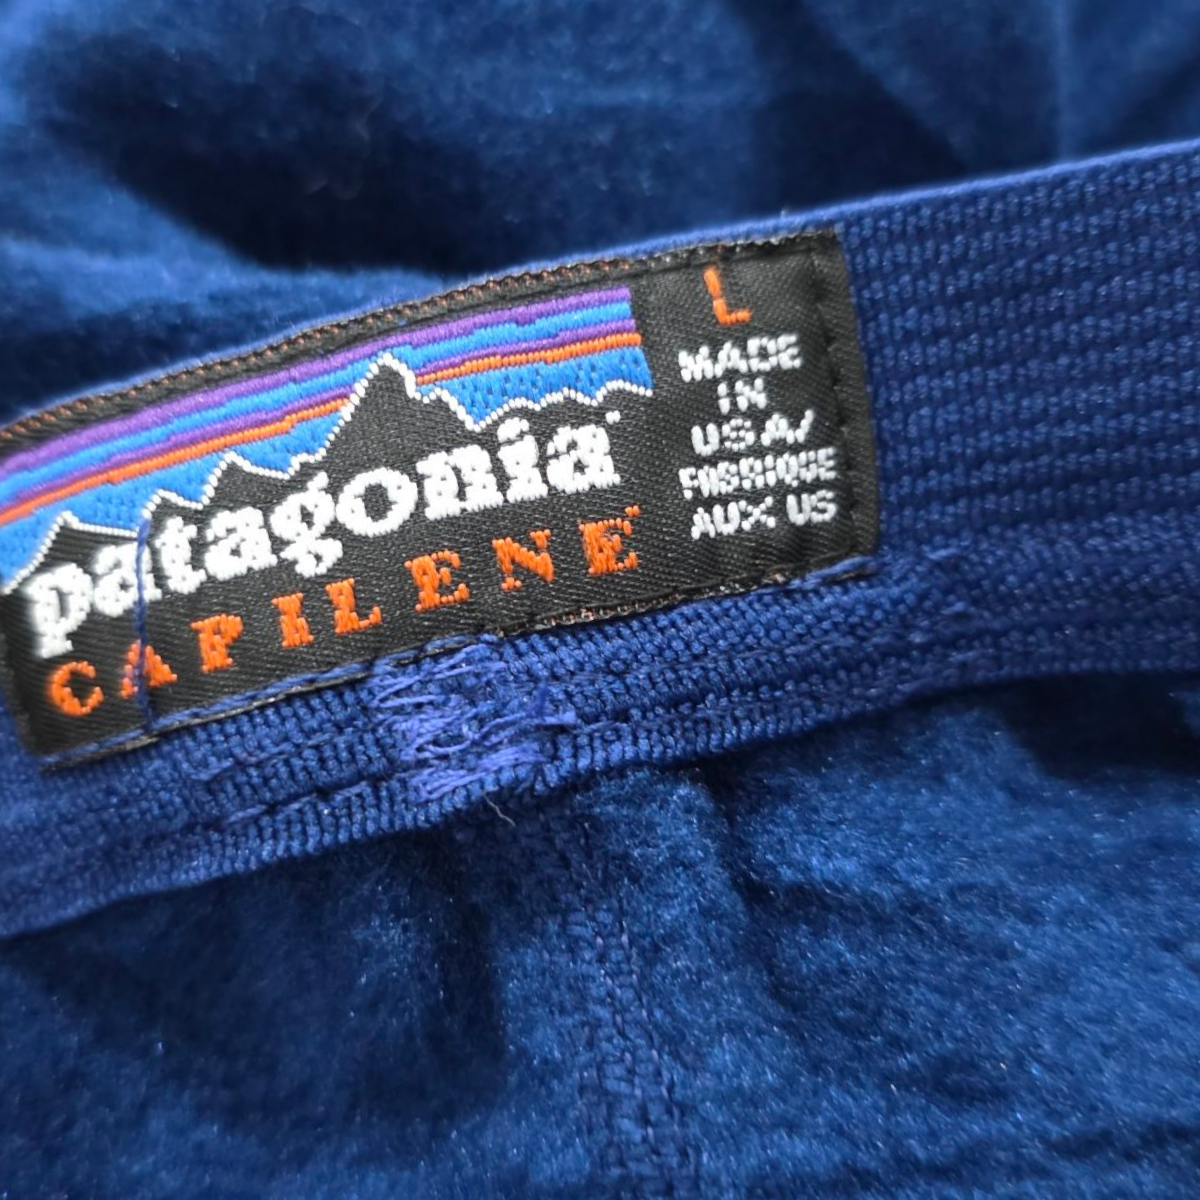 patagonia
CAPILENE
L
MADE
IN
USA/
FABRIQUE
AUX US